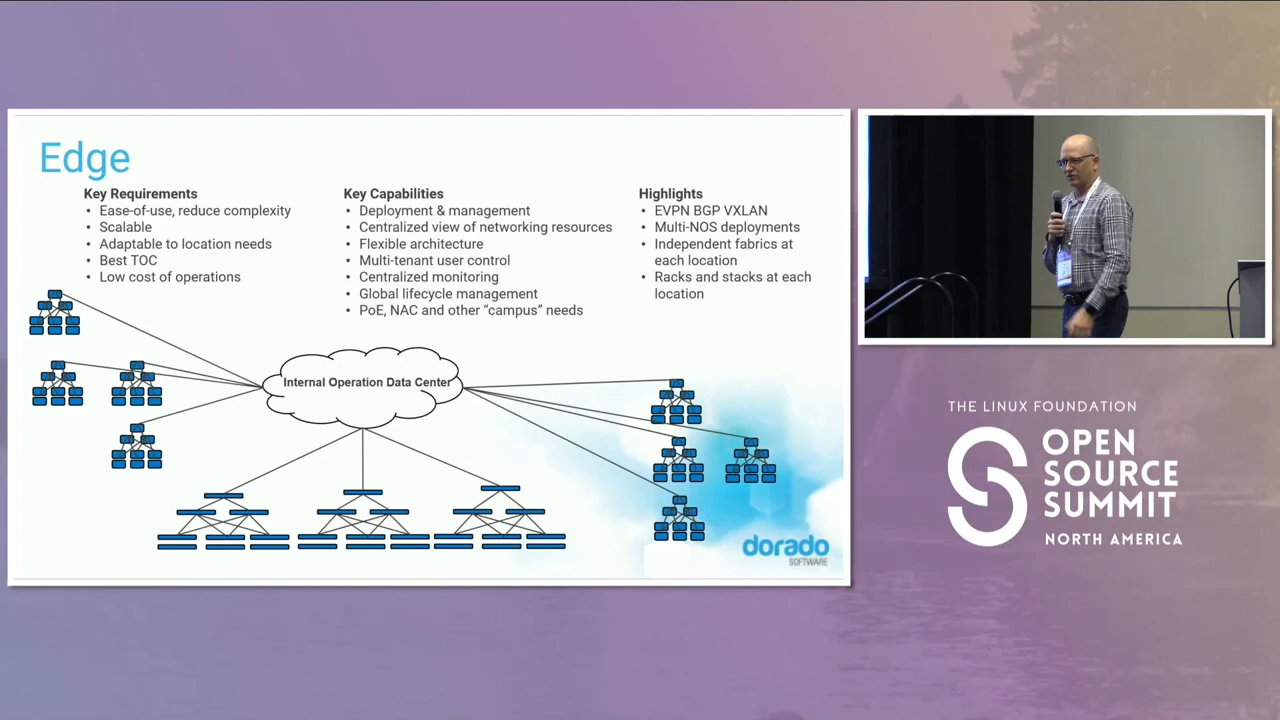 Edge
Key Requirements
• Ease-of-use, reduce complexity
• Scalable
• Adaptable to location needs
• Best TOC
• Low cost of operations
Key Capabilities
• Deployment & management
• Centralized view of networking resources
• Flexible architecture
• Multi-tenant user control
• Centralized monitoring
• Global lifecycle management
• PoE, NAC and other “campus” needs
Highlights
• EVPN BGP VXLAN
• Multi-NOS deployments
• Independent fabrics at
each location
• Racks and stacks at each
location
Internal Operation Data Center
dorado
SOFTWARE
THE LINUX FOUNDATION
OPEN
SOURCE
SUMMIT
NORTH AMERICA